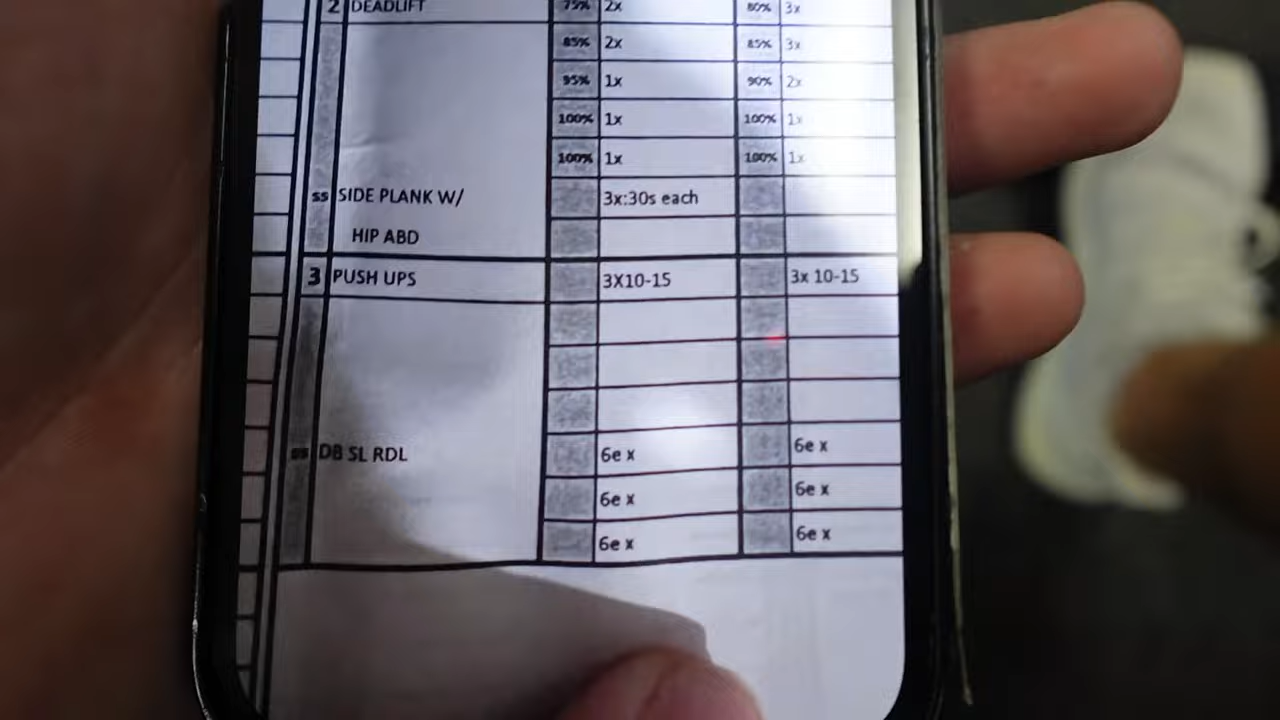 2 DEADLIFT 75% 2x 80% 3x
85% 2x 85% 3x
95% 1x 90% 2x
100% 1x 100% 1x
100% 1x 100% 1x
ss SIDE PLANK W/ 3x:30s each
HIP ABD
3 PUSH UPS 3X10-15 3x 10-15
ss DB SL RDL 6e x 6e x
6e x 6e x
6e x 6e x